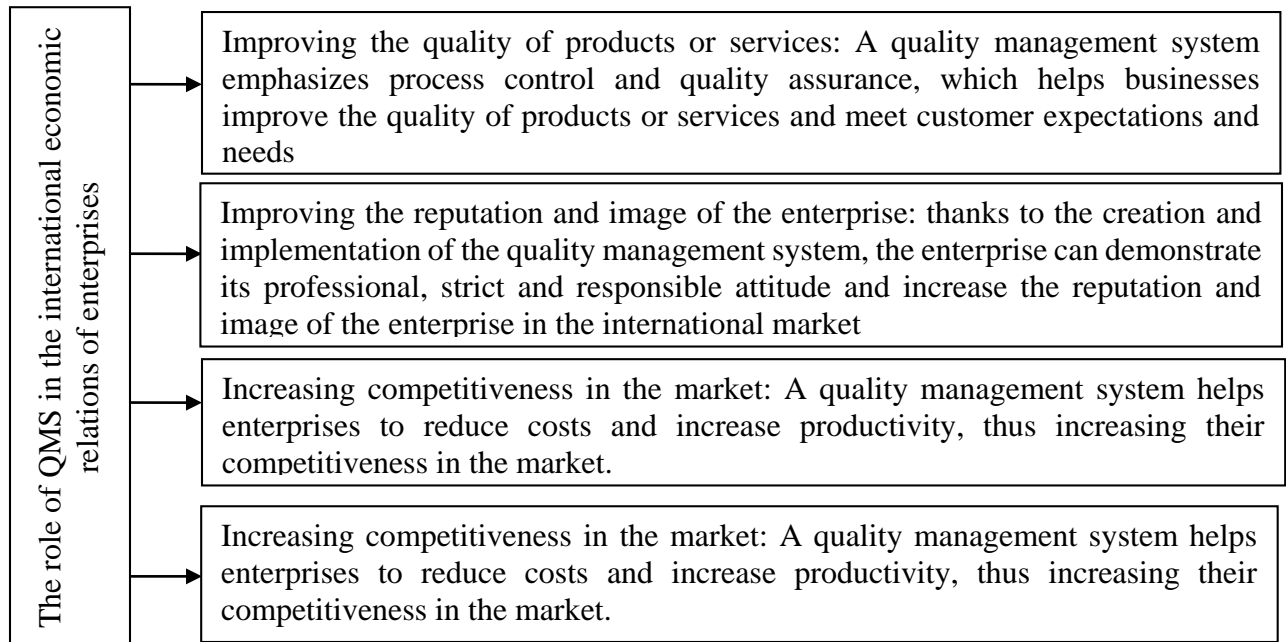 The role of QMS in the international economic
relations of enterprises
Improving the quality of products or services: A quality management system
emphasizes process control and quality assurance, which helps businesses
improve the quality of products or services and meet customer expectations and
needs
Improving the reputation and image of the enterprise: thanks to the creation and
implementation of the quality management system, the enterprise can demonstrate
its professional, strict and responsible attitude and increase the reputation and
image of the enterprise in the international market
Increasing competitiveness in the market: A quality management system helps
enterprises to reduce costs and increase productivity, thus increasing their
competitiveness in the market.
Increasing competitiveness in the market: A quality management system helps
enterprises to reduce costs and increase productivity, thus increasing their
competitiveness in the market.